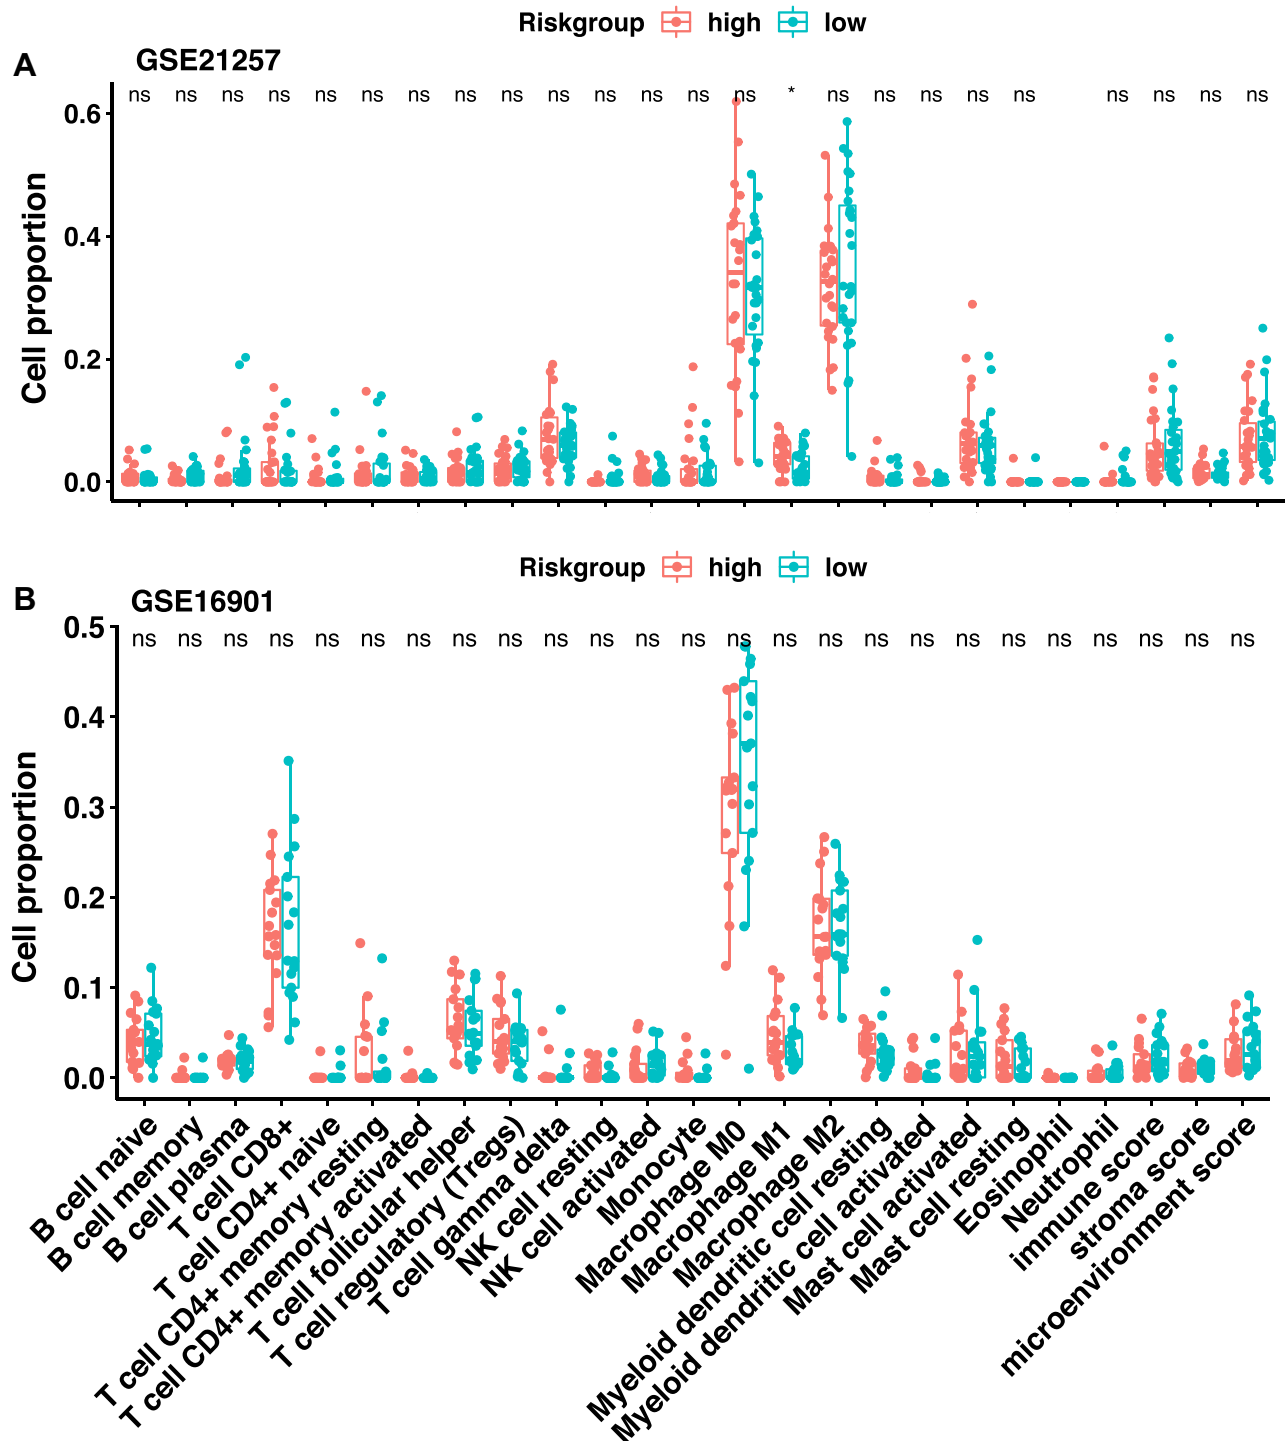 Riskgroup high low
A GSE21257
ns ns ns ns ns ns ns ns ns ns ns ns ns ns * ns ns ns ns ns ns ns ns ns
0.6
0.4
0.2
0.0
Cell proportion
Riskgroup high low
B GSE16901
ns ns ns ns ns ns ns ns ns ns ns ns ns ns ns ns ns ns ns ns ns ns ns ns ns
0.5
0.4
0.3
0.2
0.1
0.0
Cell proportion
B cell naive
B cell memory
B cell plasma
T cell CD8+
T cell CD4+ naive
T cell CD4+ memory resting
T cell CD4+ memory activated
T cell follicular helper
T cell regulatory (Tregs)
T cell gamma delta
NK cell resting
NK cell activated
Monocyte
Macrophage M0
Macrophage M1
Macrophage M2
Myeloid dendritic cell resting
Myeloid dendritic cell activated
Mast cell activated
Mast cell resting
Eosinophil
Neutrophil
immune score
stroma score
microenvironment score